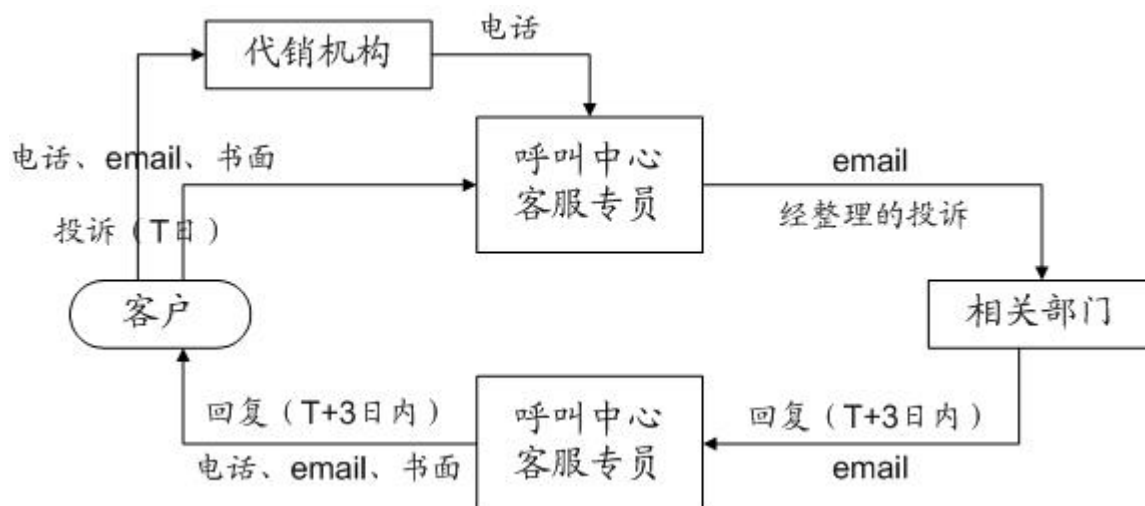 代销机构
电话
呼叫中心
客服专员
电话、email、书面
投诉（T日）
email
经整理的投诉
客户
相关部门
回复（T+3日内）
电话、email、书面
呼叫中心
客服专员
回复（T+3日内）
email